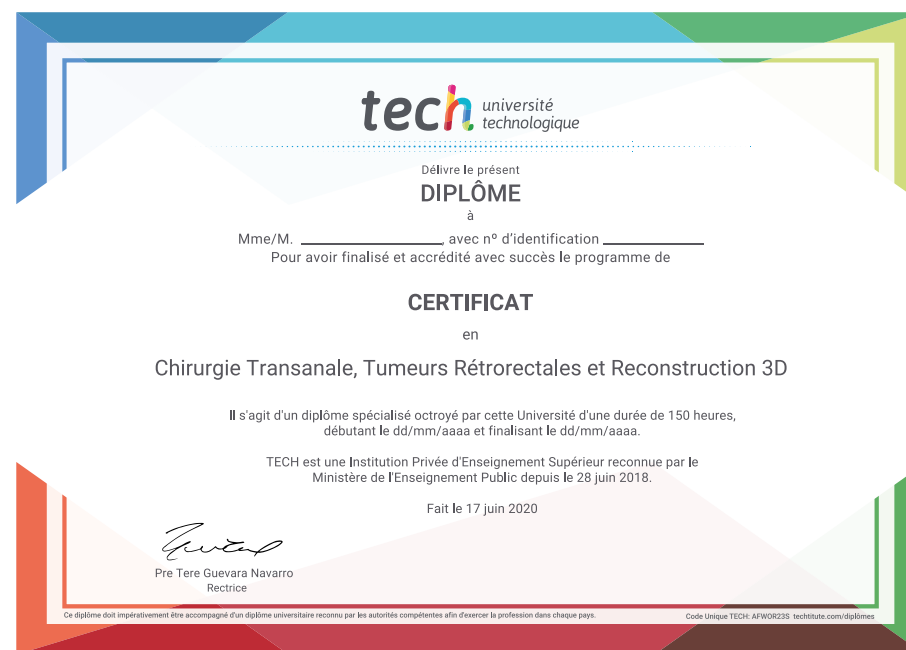 tech université
technologique
Délivre le présent
DIPLÔME
à
Mme/M. ____________________, avec nº d'identification ______________
Pour avoir finalisé et accrédité avec succès le programme de
CERTIFICAT
en
Chirurgie Transanale, Tumeurs Rétrorectales et Reconstruction 3D
Il s'agit d'un diplôme spécialisé octroyé par cette Université d'une durée de 150 heures,
débutant le dd/mm/aaaa et finalisant le dd/mm/aaaa.
TECH est une Institution Privée d'Enseignement Supérieur reconnue par le
Ministère de l'Enseignement Public depuis le 28 juin 2018.
Fait le 17 juin 2020
Pre Tere Guevara Navarro
Rectrice
Ce diplôme doit impérativement être accompagné d'un diplôme universitaire reconnu par les autorités compétentes afin d'exercer la profession dans chaque pays.
Code Unique TECH: AFWOR23S techtitute.com/diplômes